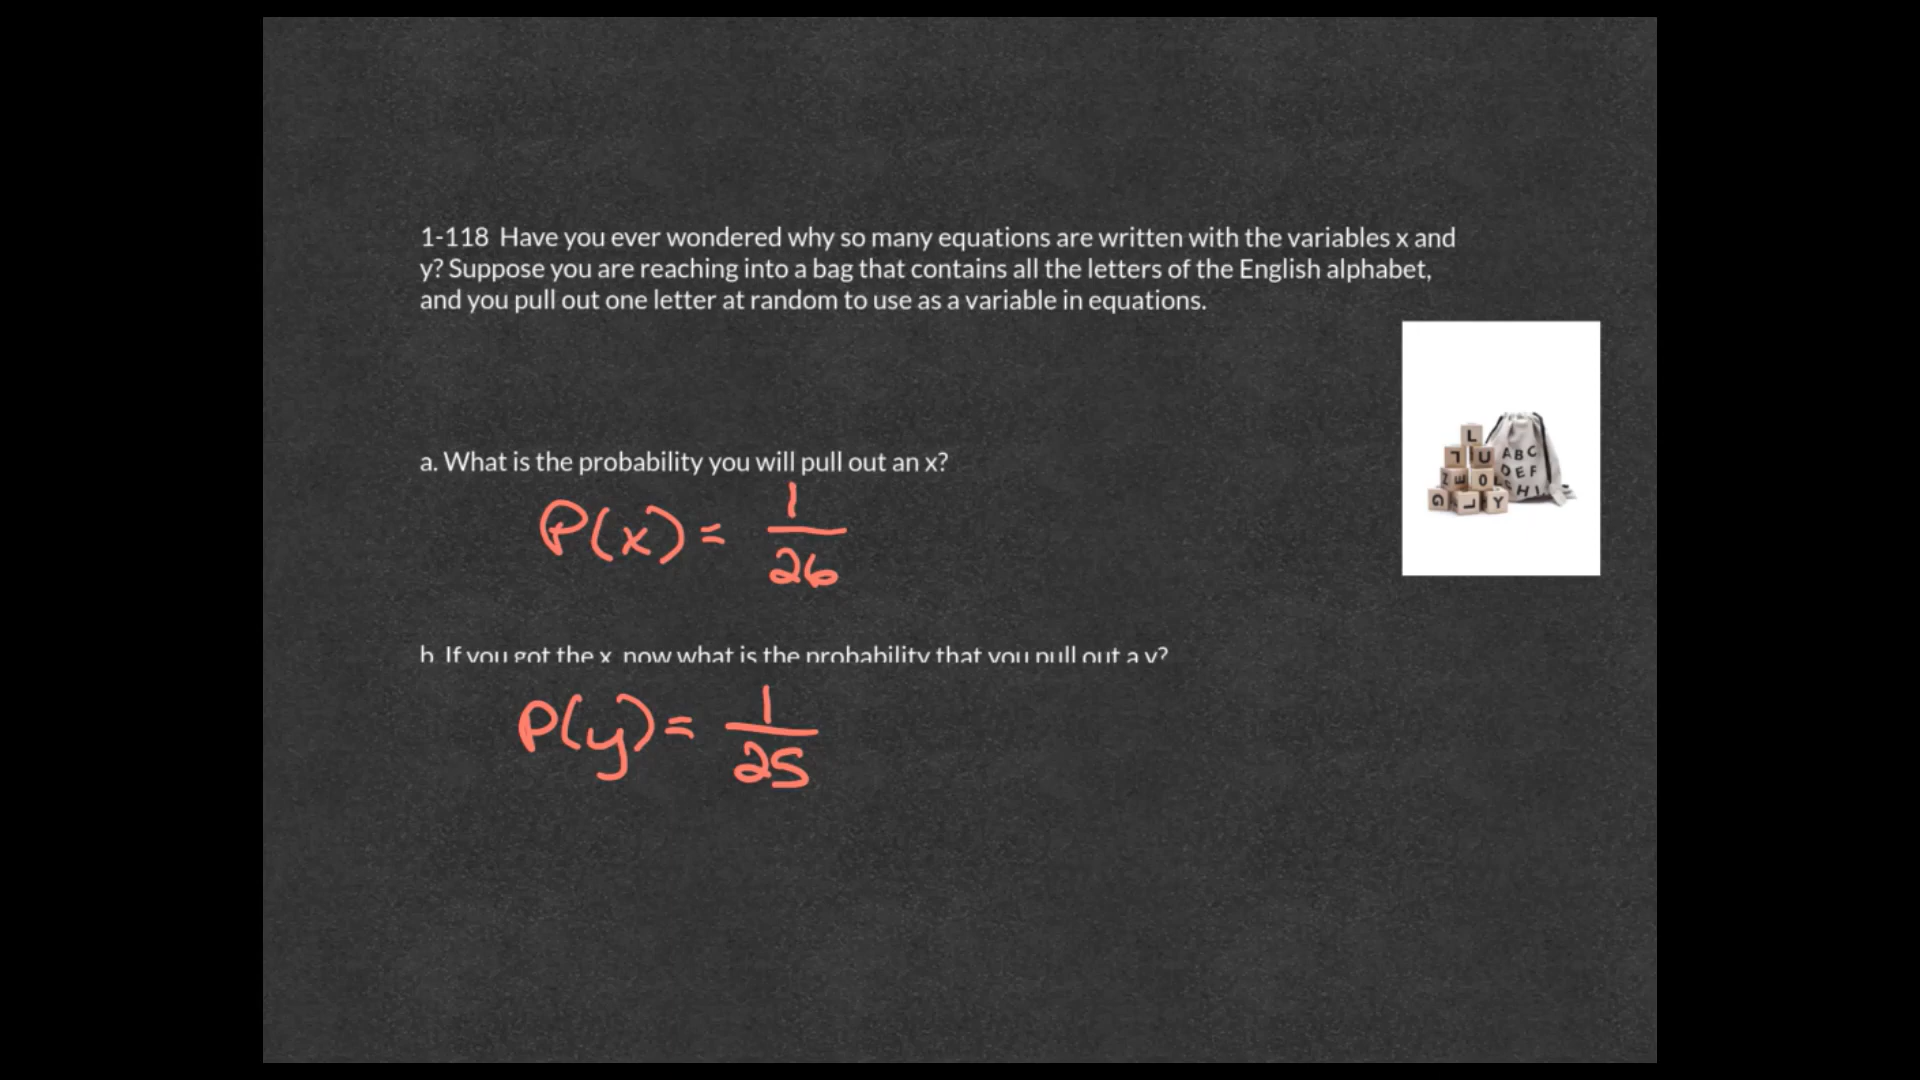 1-118 Have you ever wondered why so many equations are written with the variables x and
y? Suppose you are reaching into a bag that contains all the letters of the English alphabet,
and you pull out one letter at random to use as a variable in equations.
a. What is the probability you will pull out an x?
P(x) = 1/26
b. If you got the x, now what is the probability that you pull out a y?
P(y) = 1/25
L
L U
Z E O
G L Y
A B C
D E F
H I